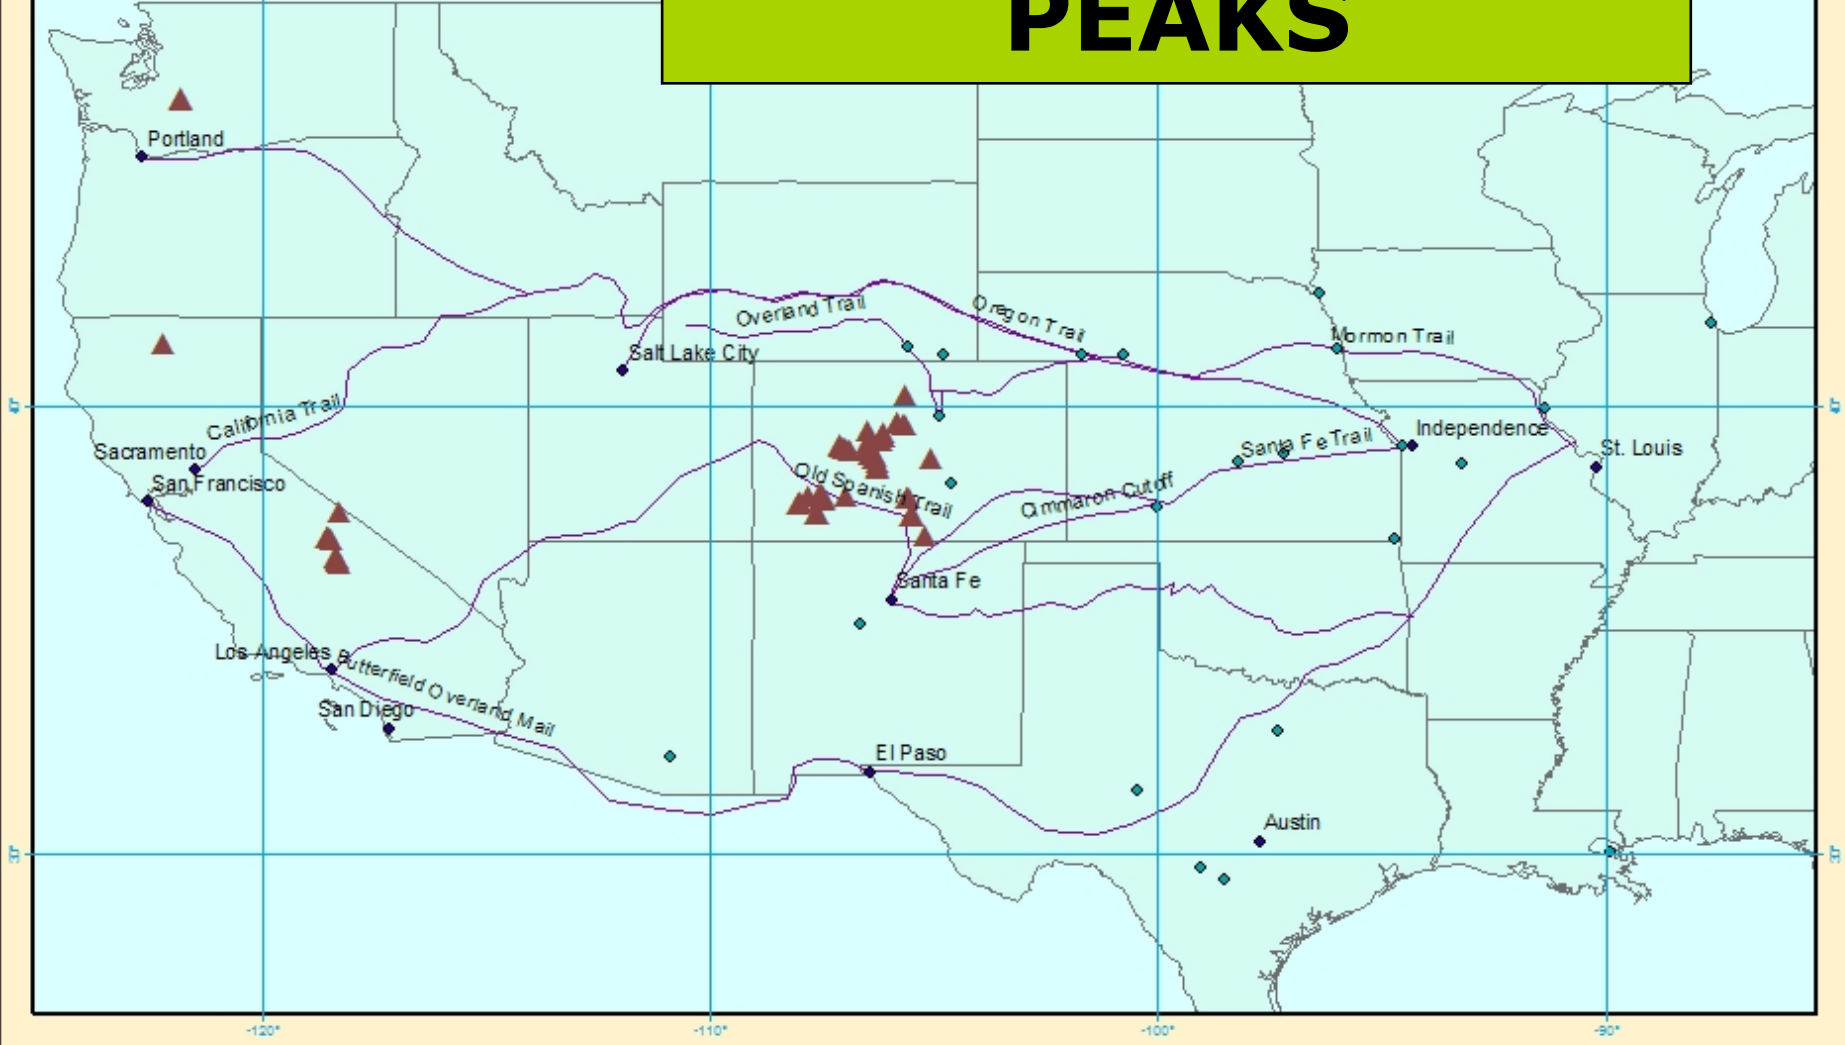 PEAKS
Portland
Overland Trail
Oregon Trail
Mormon Trail
Salt Lake City
California Trail
Sacramento
San Francisco
Independence
Santa Fe Trail
St. Louis
Old Spanish Trail
Cimmaron Cutoff
Santa Fe
Los Angeles
Butterfield Overland Mail
San Diego
El Paso
Austin
-120°
-110°
-100°
-90°